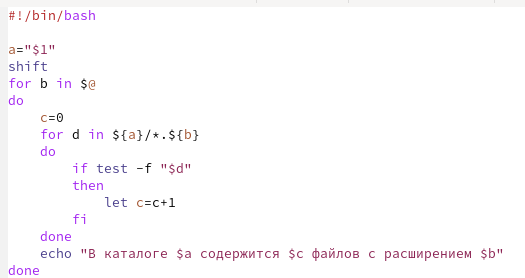 #!/bin/bash

a="$1"
shift
for b in $@
do
    c=0
    for d in ${a}/*.${b}
    do
        if test -f "$d"
        then
            let c=c+1
        fi
    done
    echo "В каталоге $a содержится $c файлов с расширением $b"
done